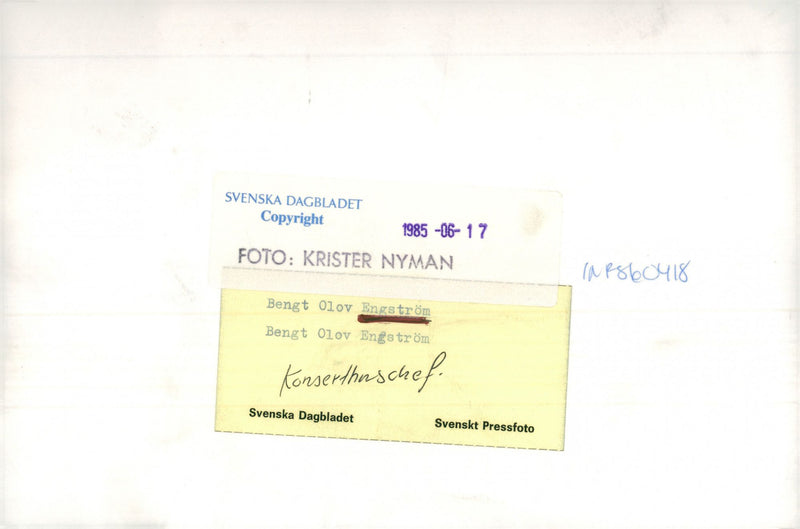 SVENSKA DAGBLADET
Copyright
1985 -06- 17
FOTO: KRISTER NYMAN
Bengt Olov Engström
Bengt Olov Engström
Konserthuschef.
Svenska Dagbladet
Svenskt Pressfoto